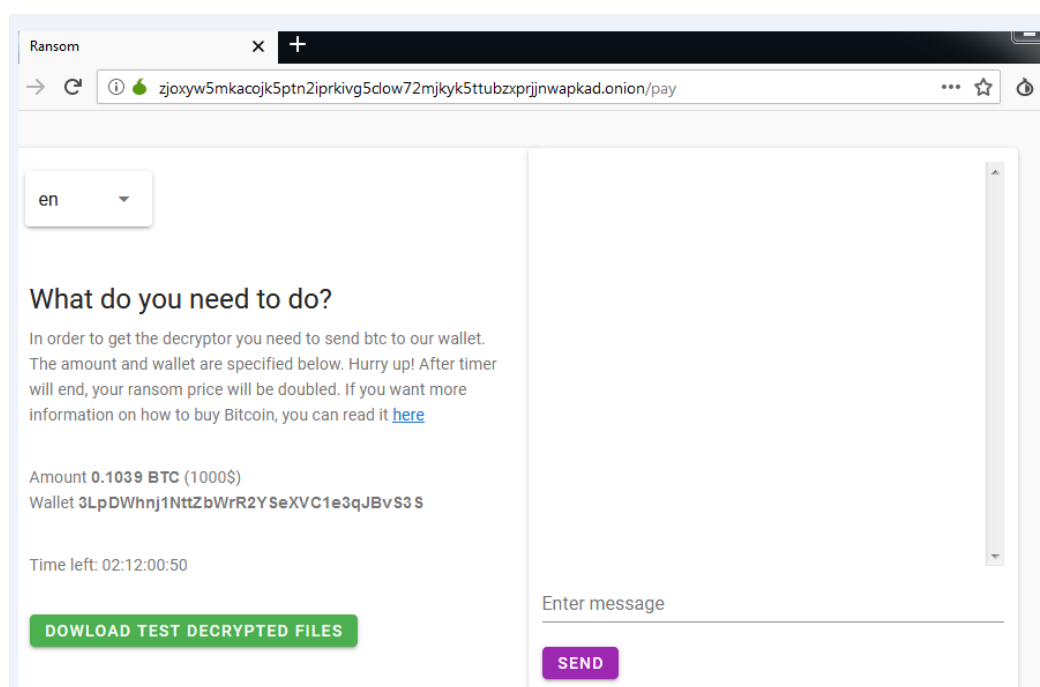 Ransom
zjoxyw5mkacojk5ptn2iprkivg5clow72mjkyk5ttubzxprjjnwapkad.onion/pay
en
What do you need to do?
In order to get the decryptor you need to send btc to our wallet.
The amount and wallet are specified below. Hurry up! After timer
will end, your ransom price will be doubled. If you want more
information on how to buy Bitcoin, you can read it here
Amount 0.1039 BTC (1000$)
Wallet 3LpDWhnj1NttZbWrR2YSeXVC1e3qJBvS3S
Time left: 02:12:00:50
DOWLOAD TEST DECRYPTED FILES
Enter message
SEND